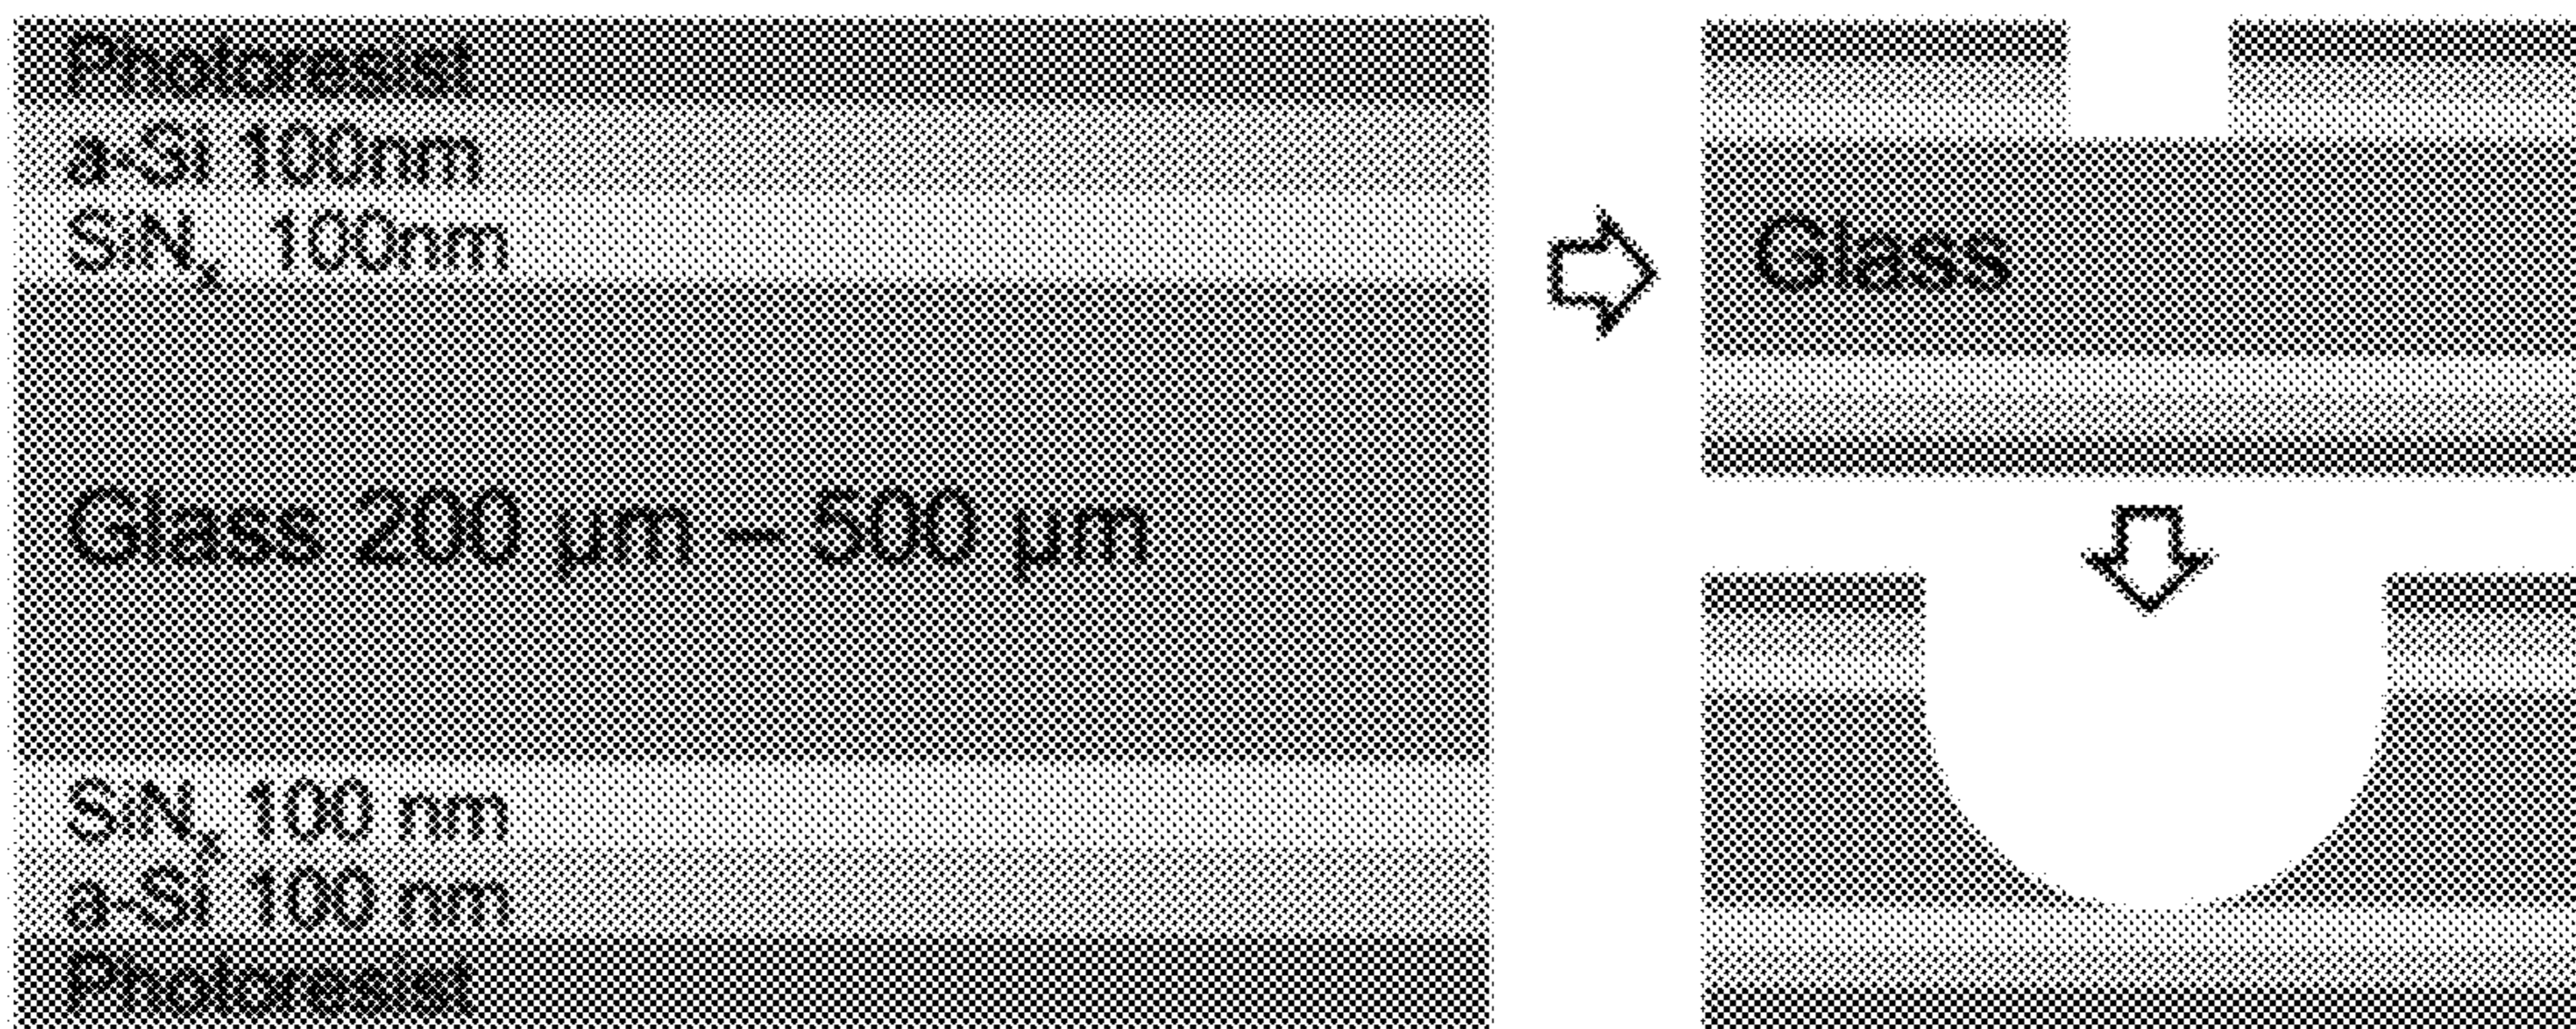 Photoresist
a-Si 100nm
SiNₓ 100nm
Glass 200 µm – 500 µm
SiNₓ 100 nm
a-Si 100 nm
Photoresist
Glass